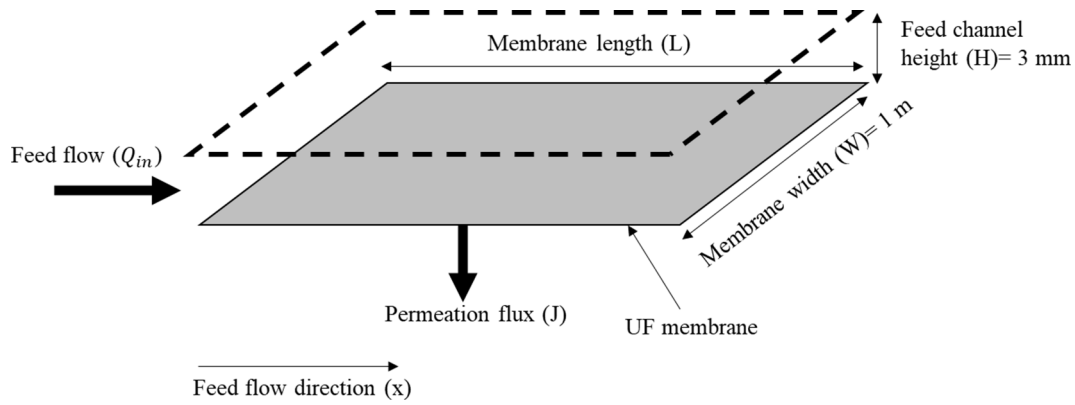 Membrane length (L)
Feed channel
height (H)= 3 mm
Feed flow (Q_in)
Membrane width (W)= 1 m
Permeation flux (J)
UF membrane
Feed flow direction (x)